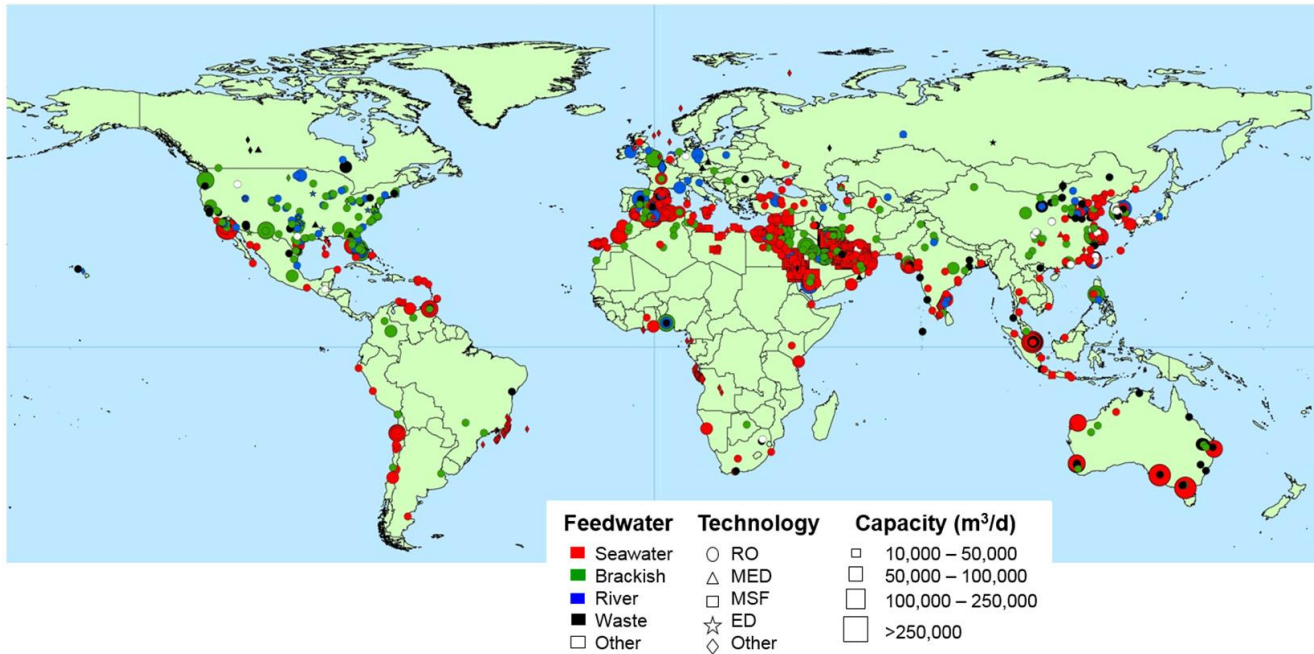 Feedwater
Seawater
Brackish
River
Waste
Other
Technology
RO
MED
MSF
ED
Other
Capacity (m³/d)
10,000 – 50,000
50,000 – 100,000
100,000 – 250,000
>250,000